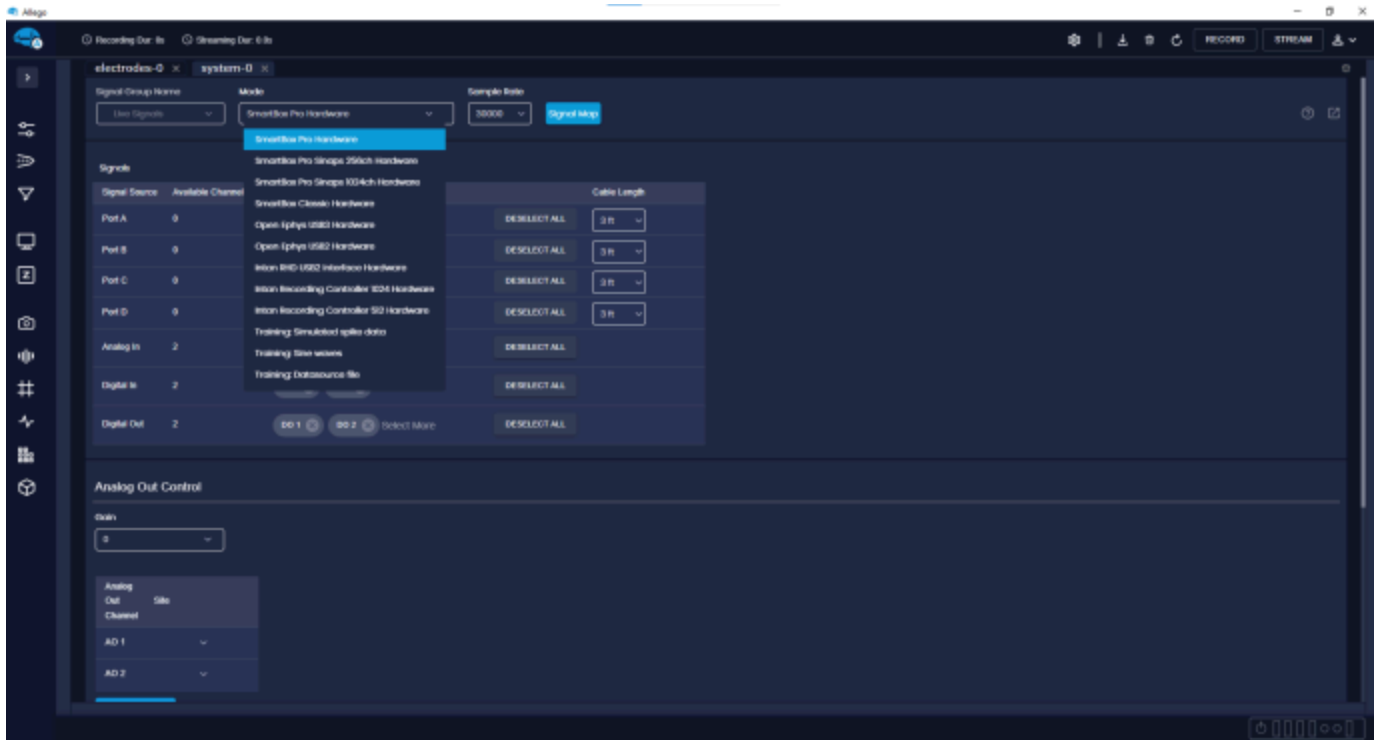 Allego
Recording Dur: 8s Streaming Dur: 0.0s
RECORD STREAM
electrodes-0 × system-0 ×
Signal Group Name Mode Sample Rate
Live Signals SmartBox Pro Hardware 30000 Signal Map
SmartBox Pro Hardware
SmartBox Pro Sinaps 256ch Hardware
SmartBox Pro Sinaps 1024ch Hardware
SmartBox Classic Hardware
Open Ephys USB3 Hardware
Open Ephys USB2 Hardware
Intan RHD USB2 Interface Hardware
Intan Recording Controller 1024 Hardware
Intan Recording Controller 512 Hardware
Training: Simulated spike data
Training: Sine waves
Training: Datasource file
Signals
Signal Source Available Channel Cable Length
Port A 0 DESELECT ALL 3 ft
Port B 0 DESELECT ALL 3 ft
Port C 0 DESELECT ALL 3 ft
Port D 0 DESELECT ALL 3 ft
Analog In 2 DESELECT ALL
Digital In 2 DESELECT ALL
Digital Out 2 DO 1 DO 2 Select More DESELECT ALL
Analog Out Control
Gain
0
Analog
Out Site
Channel
AO 1
AO 2